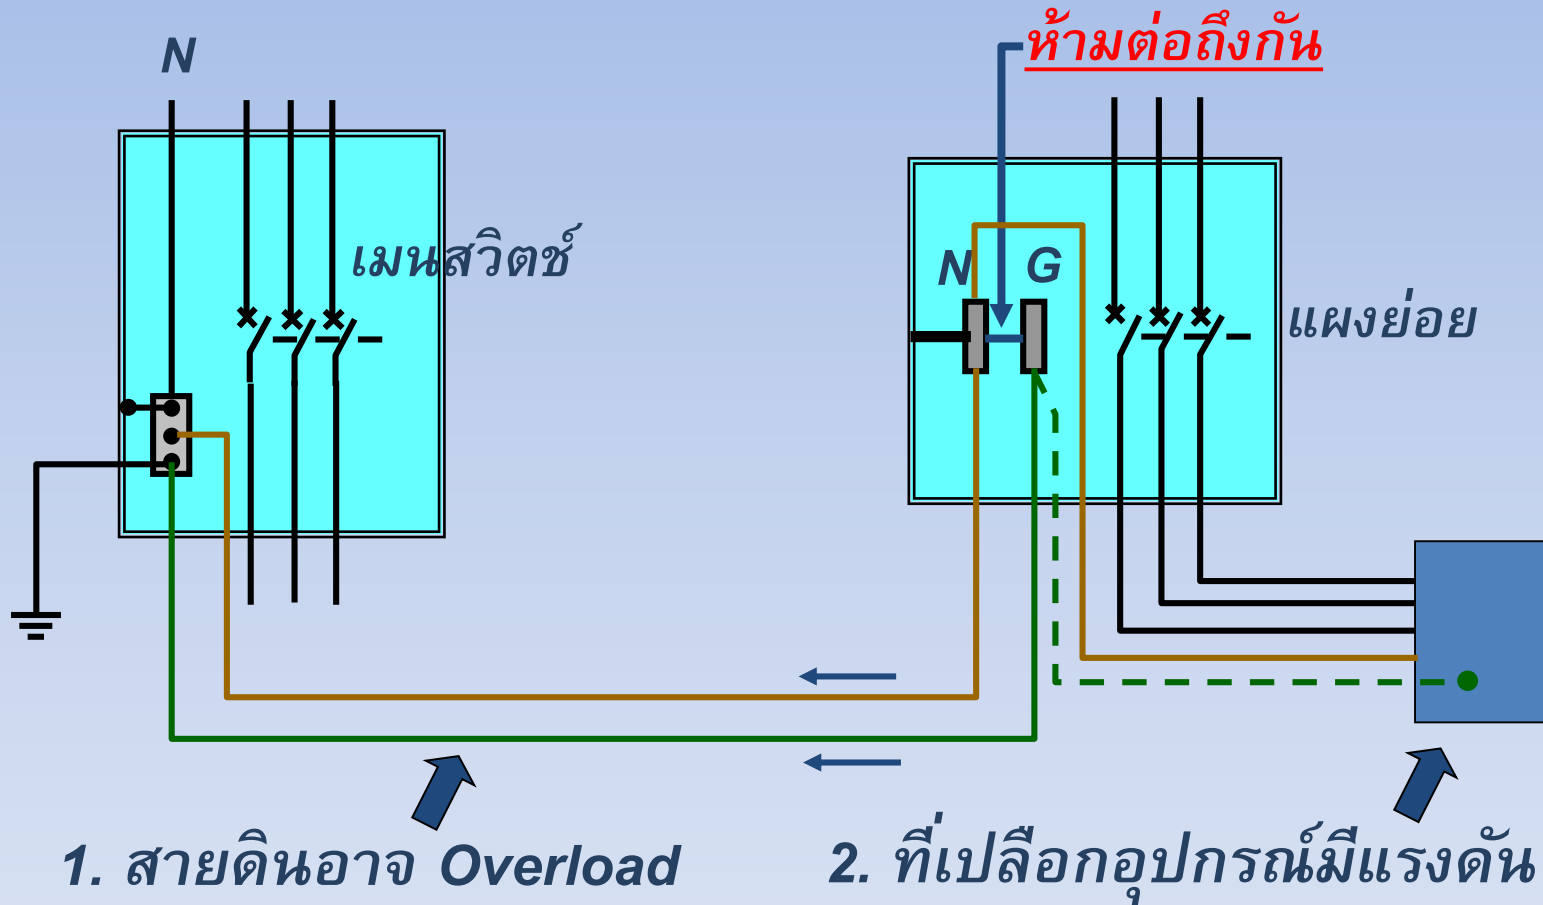 N
ห้ามต่อถึงกัน
เมนสวิตช์
N G
แผงย่อย
1. สายดินอาจ Overload
2. ที่เปลือกอุปกรณ์มีแรงดัน